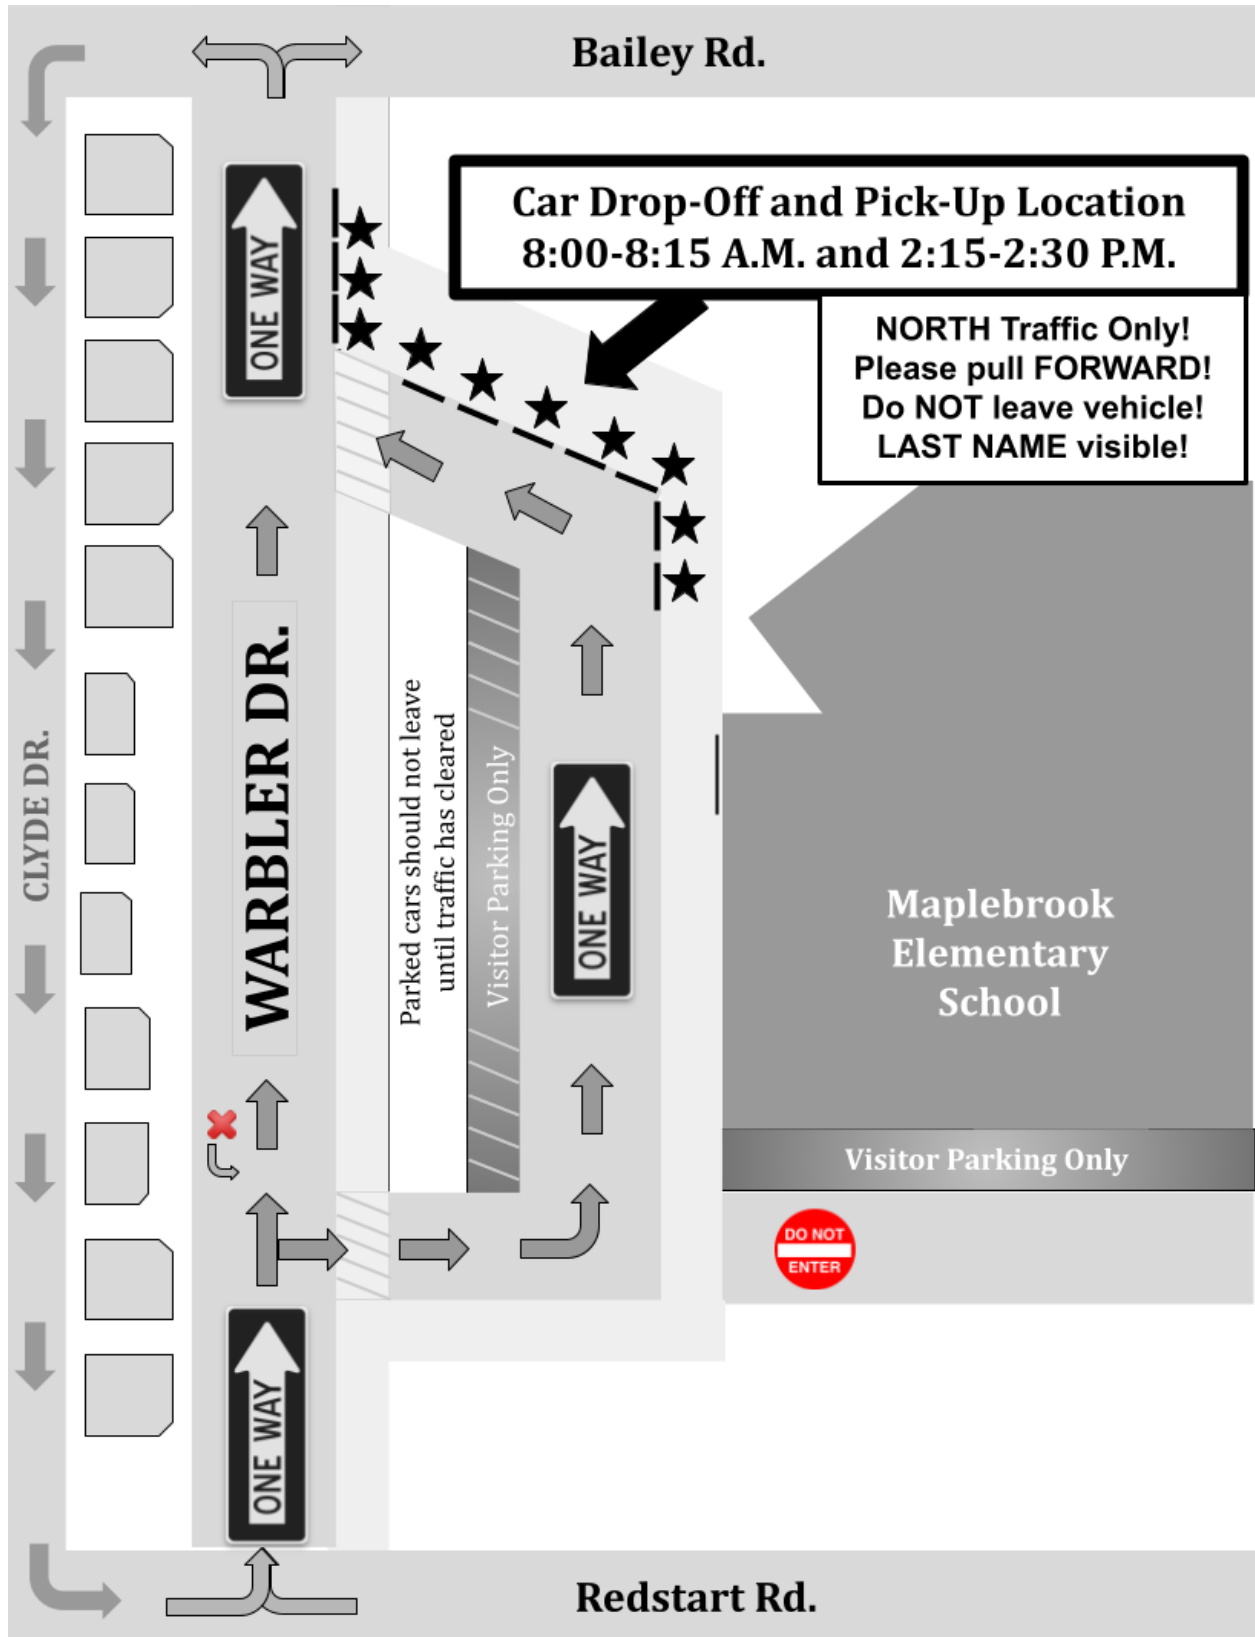 Bailey Rd.
Car Drop-Off and Pick-Up Location
8:00-8:15 A.M. and 2:15-2:30 P.M.
NORTH Traffic Only!
Please pull FORWARD!
Do NOT leave vehicle!
LAST NAME visible!
ONE WAY
CLYDE DR.
WARBLER DR.
Parked cars should not leave
until traffic has cleared
Visitor Parking Only
ONE WAY
Maplebrook
Elementary
School
Visitor Parking Only
DO NOT
ENTER
ONE WAY
Redstart Rd.